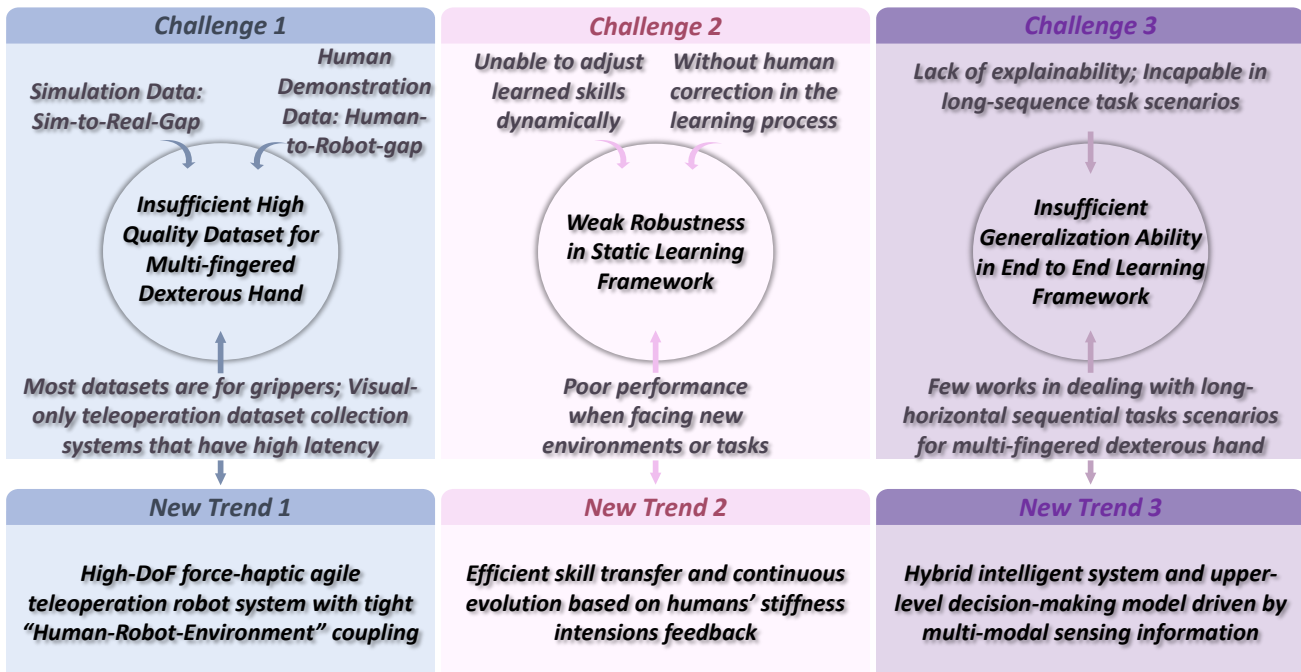 Challenge 1
Simulation Data:
Sim-to-Real-Gap
Human
Demonstration
Data: Human-
to-Robot-gap
Insufficient High
Quality Dataset for
Multi-fingered
Dexterous Hand
Most datasets are for grippers; Visual-
only teleoperation dataset collection
systems that have high latency
Challenge 2
Unable to adjust
learned skills
dynamically
Without human
correction in the
learning process
Weak Robustness
in Static Learning
Framework
Poor performance
when facing new
environments or tasks
Challenge 3
Lack of explainability; Incapable in
long-sequence task scenarios
Insufficient
Generalization Ability
in End to End Learning
Framework
Few works in dealing with long-
horizontal sequential tasks scenarios
for multi-fingered dexterous hand
New Trend 1
High-DoF force-haptic agile
teleoperation robot system with tight
“Human-Robot-Environment” coupling
New Trend 2
Efficient skill transfer and continuous
evolution based on humans’ stiffness
intensions feedback
New Trend 3
Hybrid intelligent system and upper-
level decision-making model driven by
multi-modal sensing information